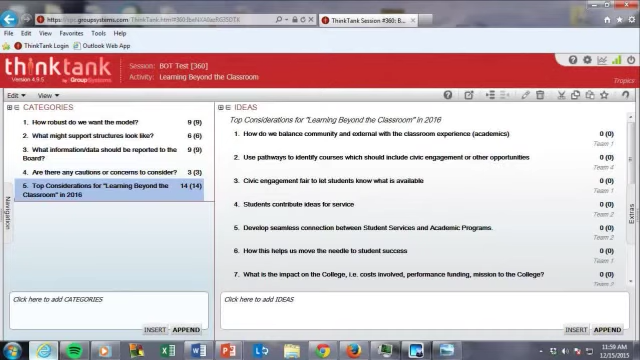 vps.groupsystems.com/ThinkTank.html#360:
ThinkTank Session #360: B...
File Edit View Favorites Tools Help
ThinkTank Login Outlook Web App
thinktank
by GroupSystems
Version 4.9.5
Session: BOT Test [360]
Activity: Learning Beyond the Classroom
Tropics
Edit View
CATEGORIES
1. How robust do we want the model? 9 (9)
2. What might support structures look like? 6 (6)
3. What information/data should be reported to the Board? 9 (9)
4. Are there any cautions or concerns to consider? 3 (3)
5. Top Considerations for "Learning Beyond the Classroom" in 2016 14 (14)
Navigation
Click here to add CATEGORIES
INSERT APPEND
IDEAS
Top Considerations for "Learning Beyond the Classroom" in 2016
1. How do we balance community and external with the classroom experience (academics) 0 (0)
Team 1
2. Use pathways to identify courses which should include civic engagement or other opportunities 0 (0)
Team 4
3. Civic engagement fair to let students know what is available 0 (0)
Team 1
4. Students contribute ideas for service 0 (0)
Team 2
5. Develop seamless connection between Student Services and Academic Programs. 0 (0)
Team 2
6. How this helps us move the needle to student success 0 (0)
Team 1
7. What is the impact on the College, i.e. costs involved, performance funding, mission to the College? 0 (0)
Team 2
Extras
Click here to add IDEAS
INSERT APPEND
11:59 AM
12/15/2015